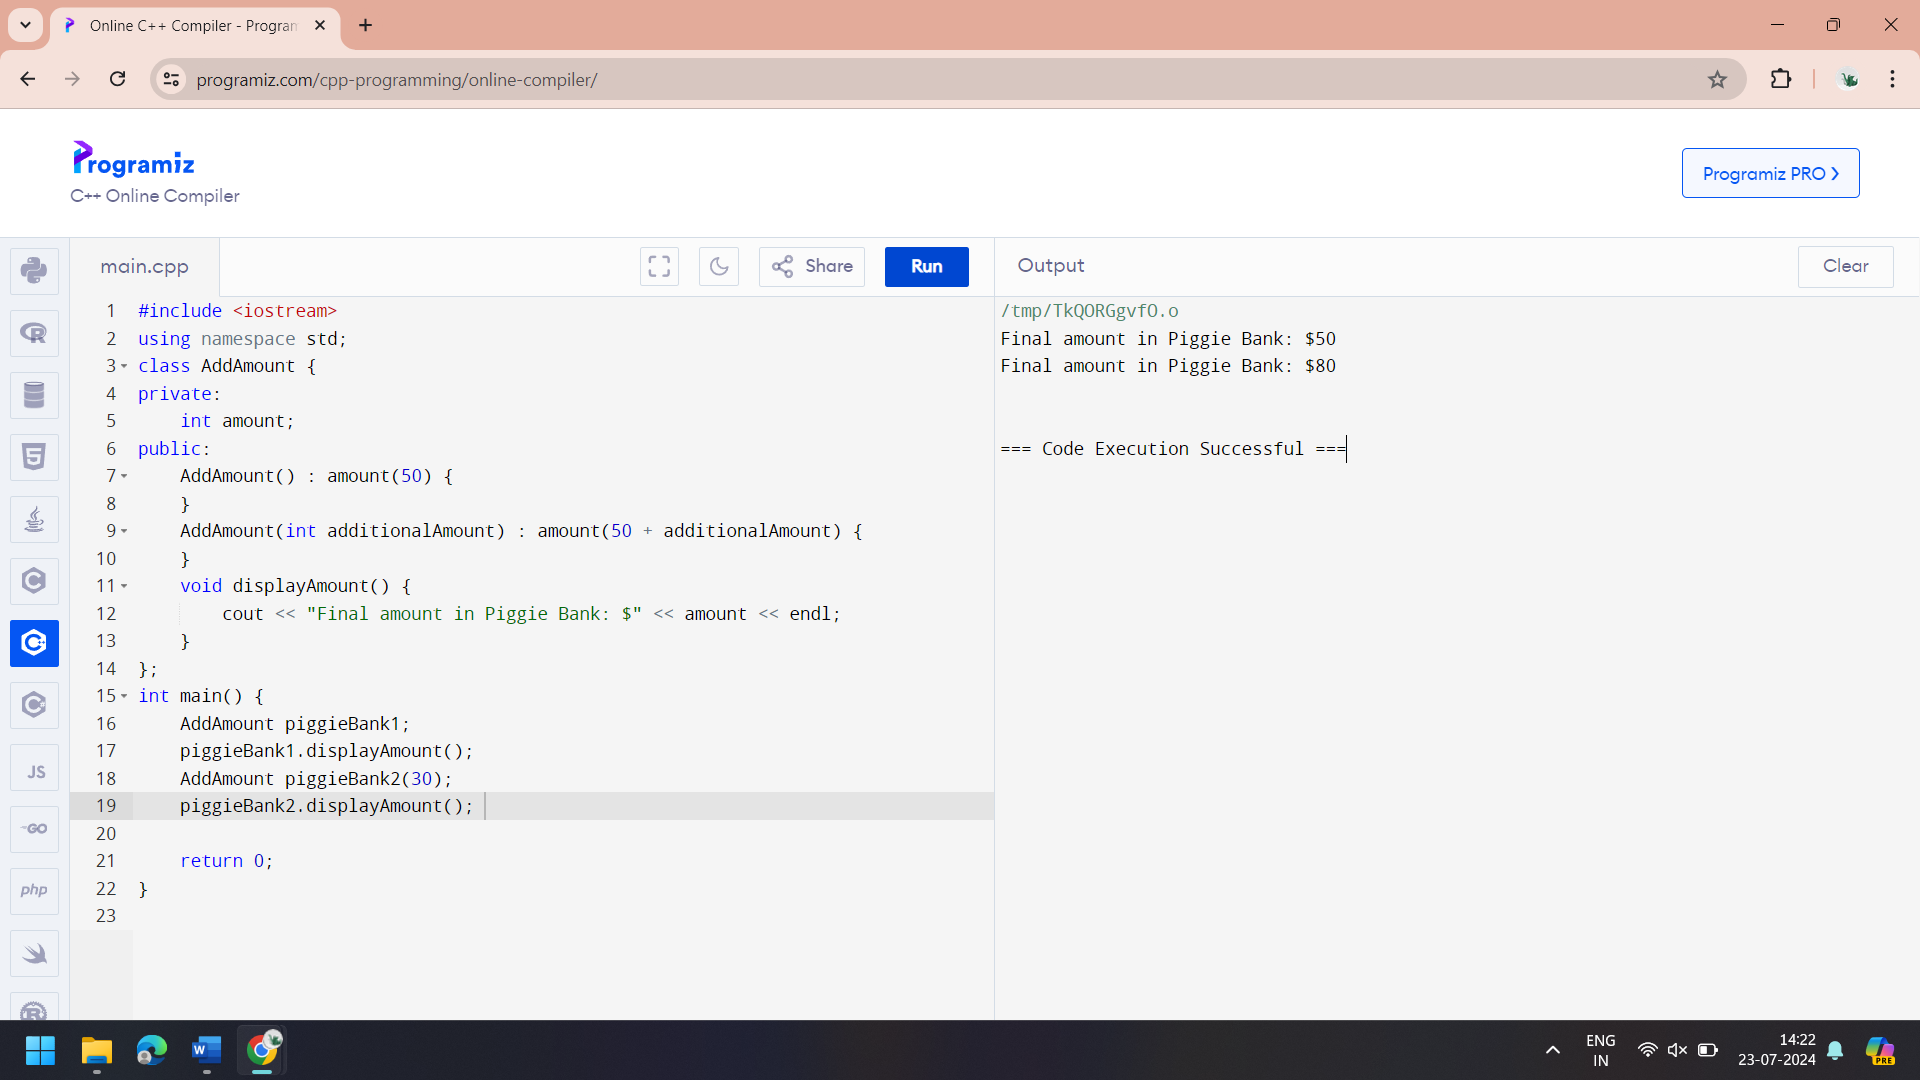 Online C++ Compiler - Program
programiz.com/cpp-programming/online-compiler/
Programiz
C++ Online Compiler
Programiz PRO
main.cpp
Share
Run
Output
Clear
1 #include <iostream>
2 using namespace std;
3 class AddAmount {
4 private:
5     int amount;
6 public:
7     AddAmount() : amount(50) {
8     }
9     AddAmount(int additionalAmount) : amount(50 + additionalAmount) {
10     }
11     void displayAmount() {
12         cout << "Final amount in Piggie Bank: $" << amount << endl;
13     }
14 };
15 int main() {
16     AddAmount piggieBank1;
17     piggieBank1.displayAmount();
18     AddAmount piggieBank2(30);
19     piggieBank2.displayAmount();
20
21     return 0;
22 }
23
/tmp/TkQORGgvfO.o
Final amount in Piggie Bank: $50
Final amount in Piggie Bank: $80
=== Code Execution Successful ===
JS
GO
php
ENG
IN
14:22
23-07-2024
PRE